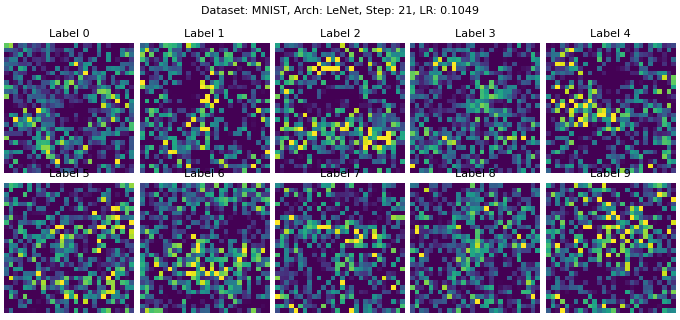 Dataset: MNIST, Arch: LeNet, Step: 21, LR: 0.1049
Label 0 Label 1 Label 2 Label 3 Label 4
Label 5 Label 6 Label 7 Label 8 Label 9